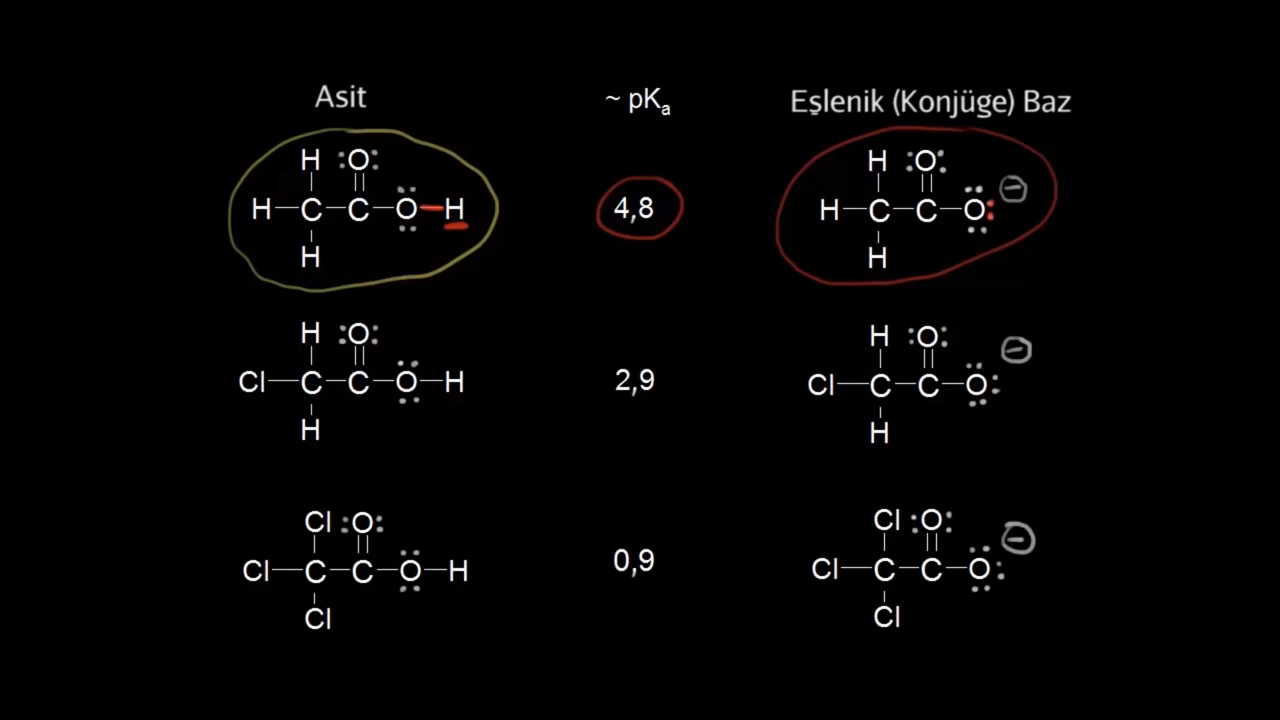 Asit ~ pKa Eşlenik (Konjüge) Baz
H O H O
H C C O H 4,8 H C C O −
H H
H O H O
Cl C C O H 2,9 Cl C C O −
H H
Cl O Cl O
Cl C C O H 0,9 Cl C C O −
Cl Cl